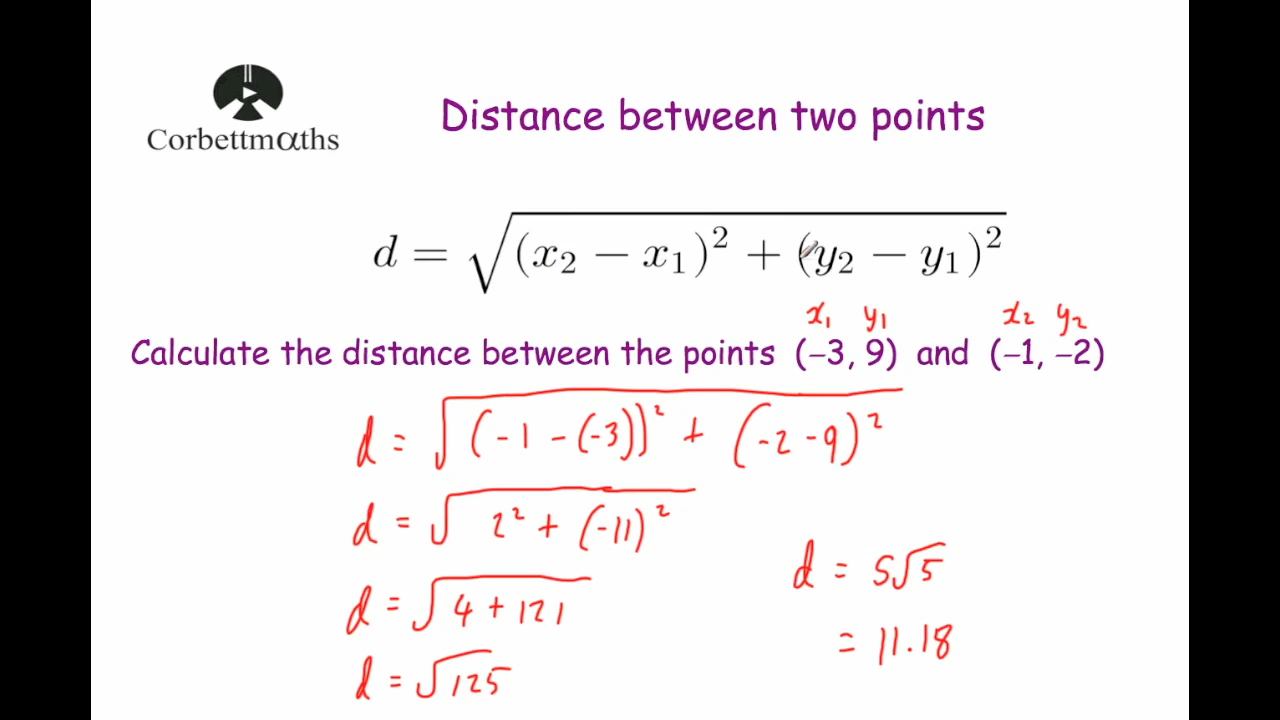 Corbettmαths
Distance between two points
d = √(x₂ − x₁)² + (y₂ − y₁)²
x₁ y₁ x₂ y₂
Calculate the distance between the points (−3, 9) and (−1, −2)
d = √(-1 - (-3))² + (-2 - 9)²
d = √2² + (-11)²
d = √4 + 121
d = √125
d = 5√5
= 11.18